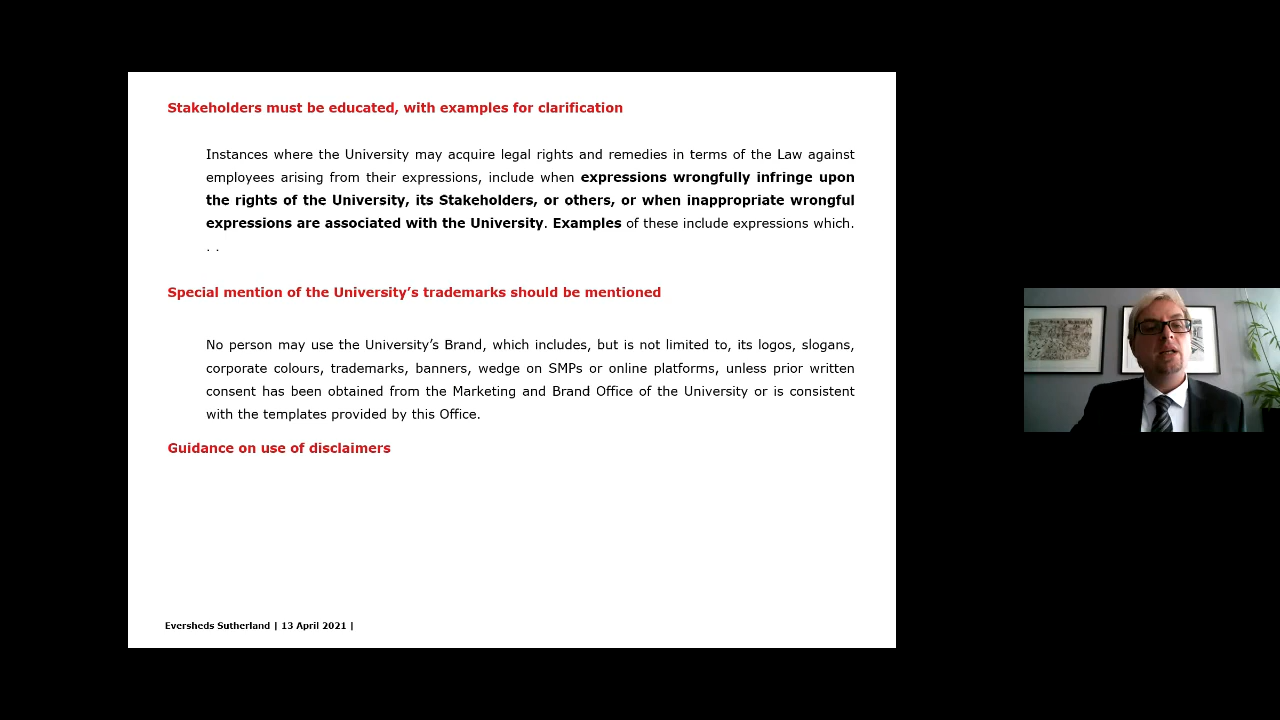 Stakeholders must be educated, with examples for clarification
Instances where the University may acquire legal rights and remedies in terms of the Law against
employees arising from their expressions, include when expressions wrongfully infringe upon
the rights of the University, its Stakeholders, or others, or when inappropriate wrongful
expressions are associated with the University. Examples of these include expressions which.
. .
Special mention of the University’s trademarks should be mentioned
No person may use the University’s Brand, which includes, but is not limited to, its logos, slogans,
corporate colours, trademarks, banners, wedge on SMPs or online platforms, unless prior written
consent has been obtained from the Marketing and Brand Office of the University or is consistent
with the templates provided by this Office.
Guidance on use of disclaimers
Eversheds Sutherland | 13 April 2021 |